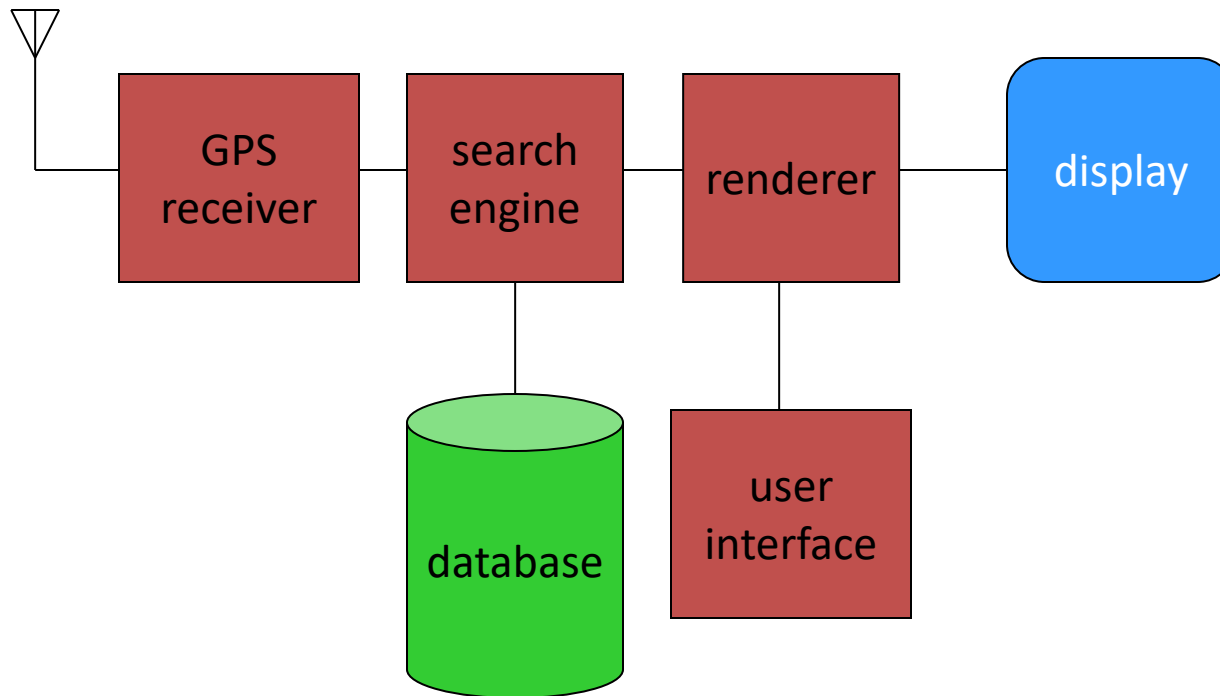 GPS
receiver
search
engine
renderer
display
database
user
interface